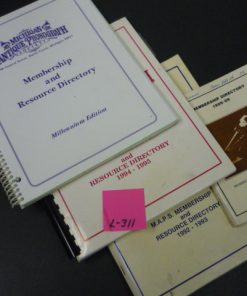 MICHIGAN
ANTIQUE PHONOGRAPH
SOCIETY
Membership
and
Resource Directory
Millennium Edition
and
RESOURCE DIRECTORY
1994 - 1995
L-311
M.A.P.S. MEMBERSHIP
and
RESOURCE DIRECTORY
1992 - 1993
MEMBERSHIP DIRECTORY